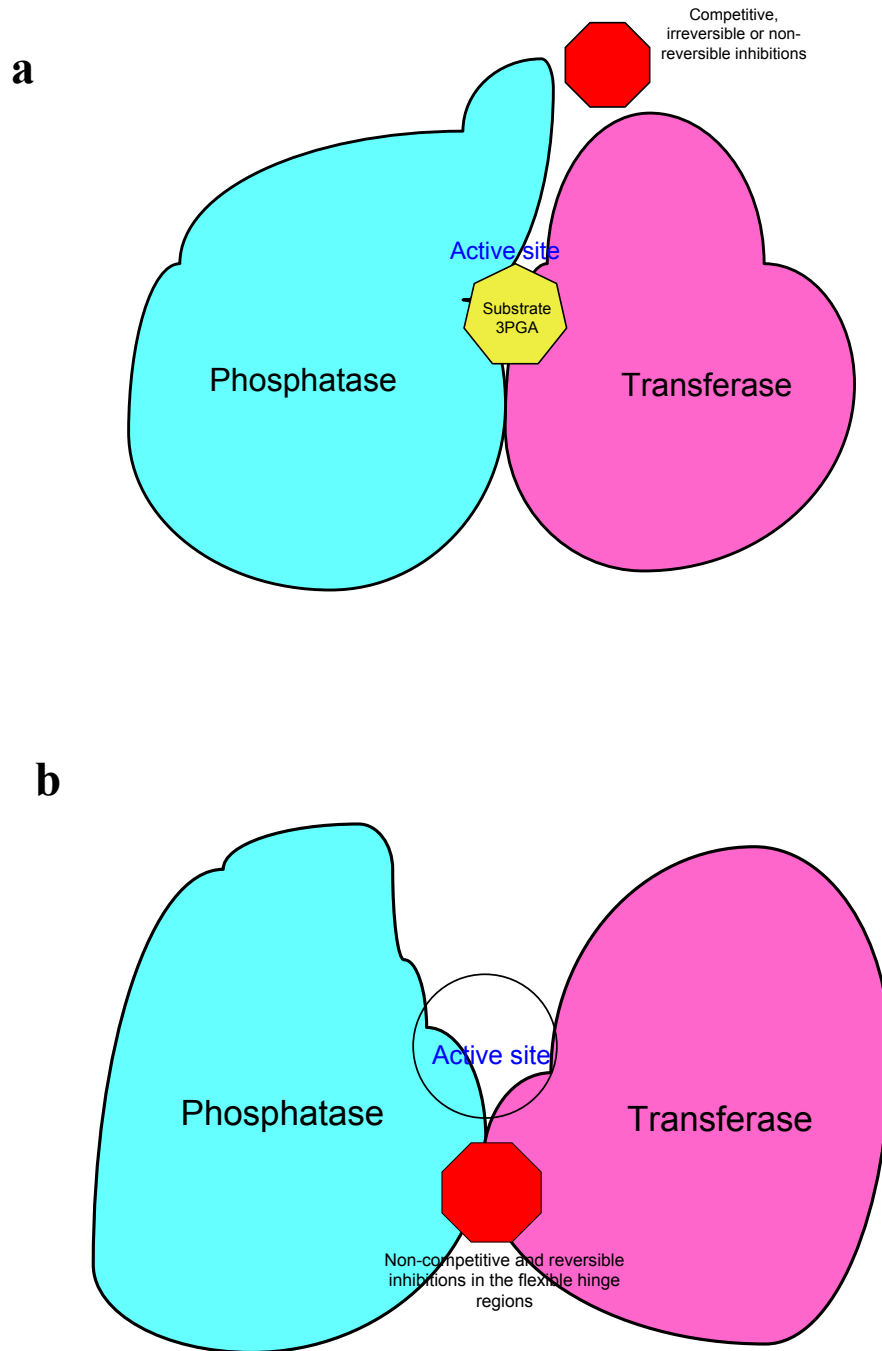 a
Competitive,
irreversible or non-
reversible inhibitions
Active site
Substrate
3PGA
Phosphatase
Transferase
b
Active site
Phosphatase
Transferase
Non-competitive and reversible
inhibitions in the flexible hinge
regions